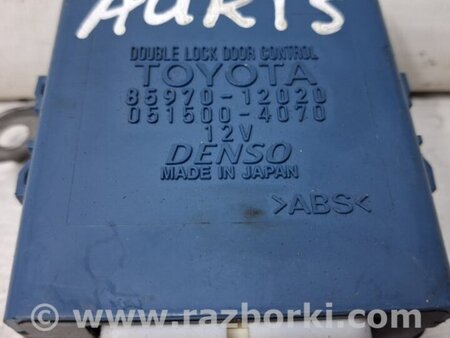 AURIS
DOUBLE LOCK DOOR CONTROL
TOYOTA
85970-12020
051500-4070
12V
DENSO
MADE IN JAPAN
>ABS<
© www.razborki.com